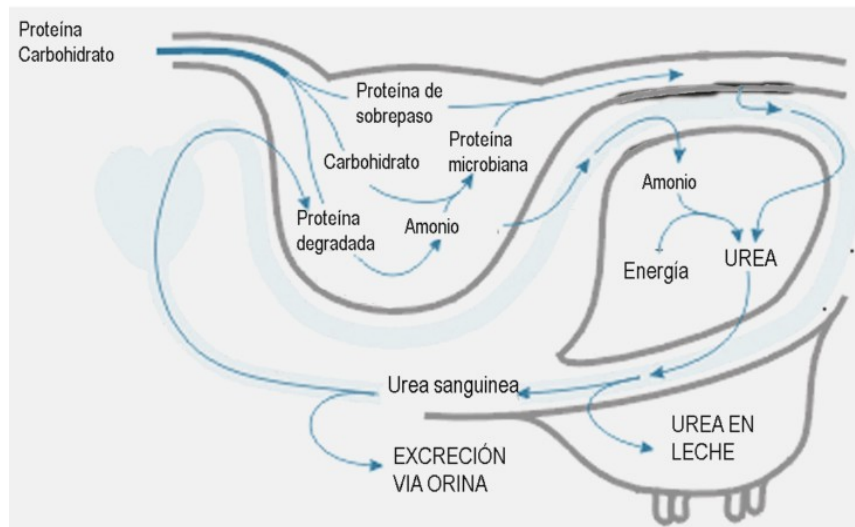 Proteína
Carbohidrato
Proteína de
sobrepaso
Proteína
microbiana
Carbohidrato
Proteína
degradada
Amonio
Amonio
Energía
UREA
Urea sanguinea
UREA EN
LECHE
EXCRECIÓN
VIA ORINA